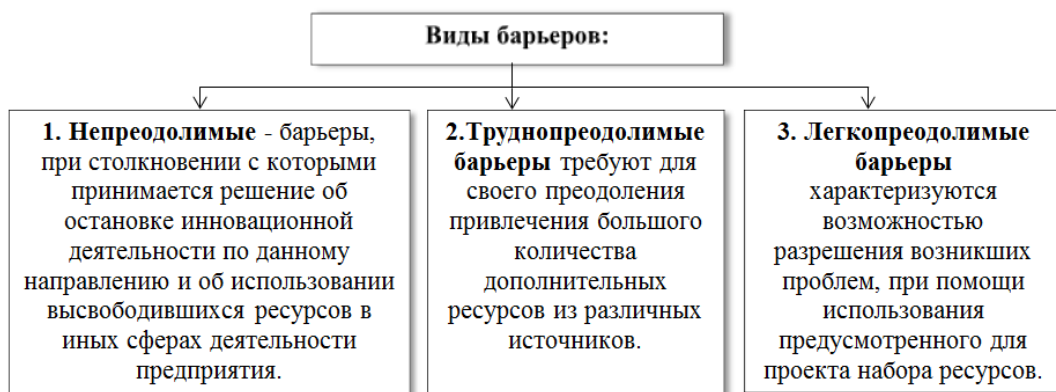 Виды барьеров:
1. Непреодолимые - барьеры,
при столкновении с которыми
принимается решение об
остановке инновационной
деятельности по данному
направлению и об использовании
высвободившихся ресурсов в
иных сферах деятельности
предприятия.
2.Труднопреодолимые
барьеры требуют для
своего преодоления
привлечения большого
количества
дополнительных
ресурсов из различных
источников.
3. Легкопреодолимые
барьеры
характеризуются
возможностью
разрешения возникших
проблем, при помощи
использования
предусмотренного для
проекта набора ресурсов.